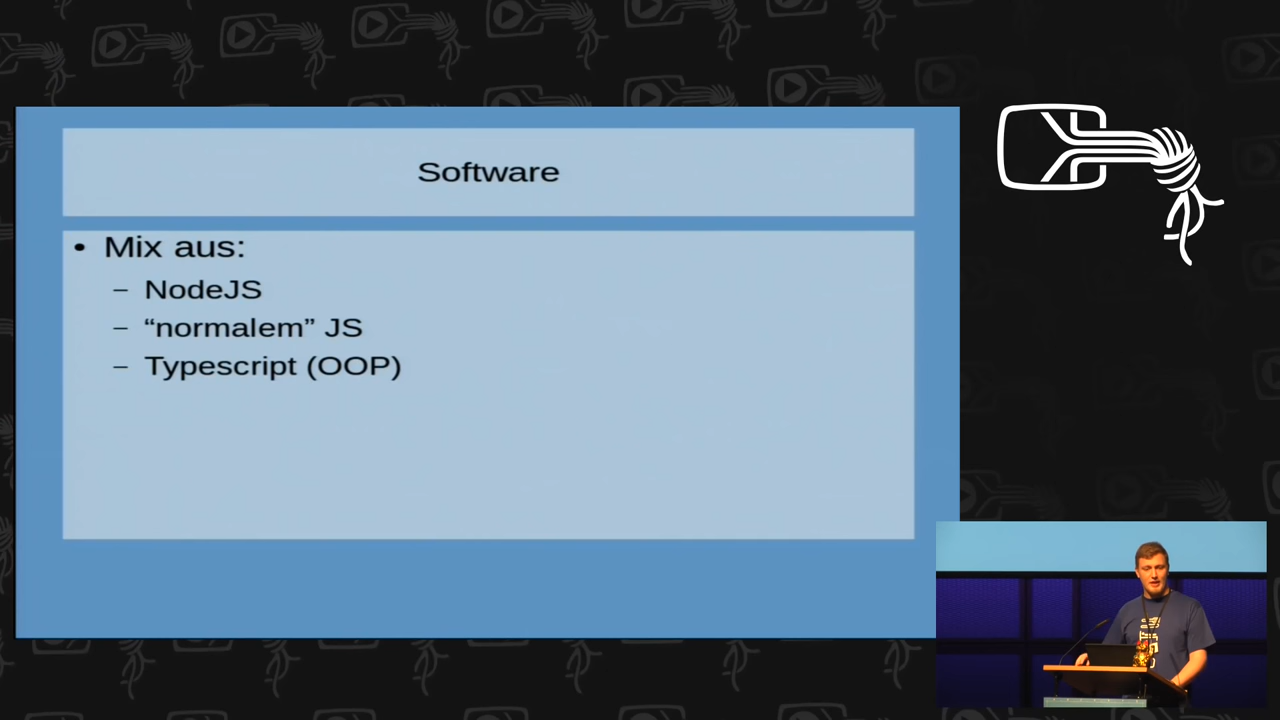 Software
• Mix aus:
– NodeJS
– “normalem” JS
– Typescript (OOP)